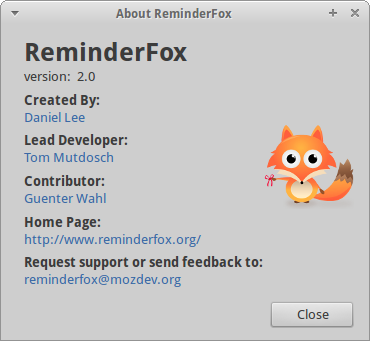 About ReminderFox
ReminderFox
version: 2.0
Created By:
Daniel Lee
Lead Developer:
Tom Mutdosch
Contributor:
Guenter Wahl
Home Page:
http://www.reminderfox.org/
Request support or send feedback to:
reminderfox@mozdev.org
Close